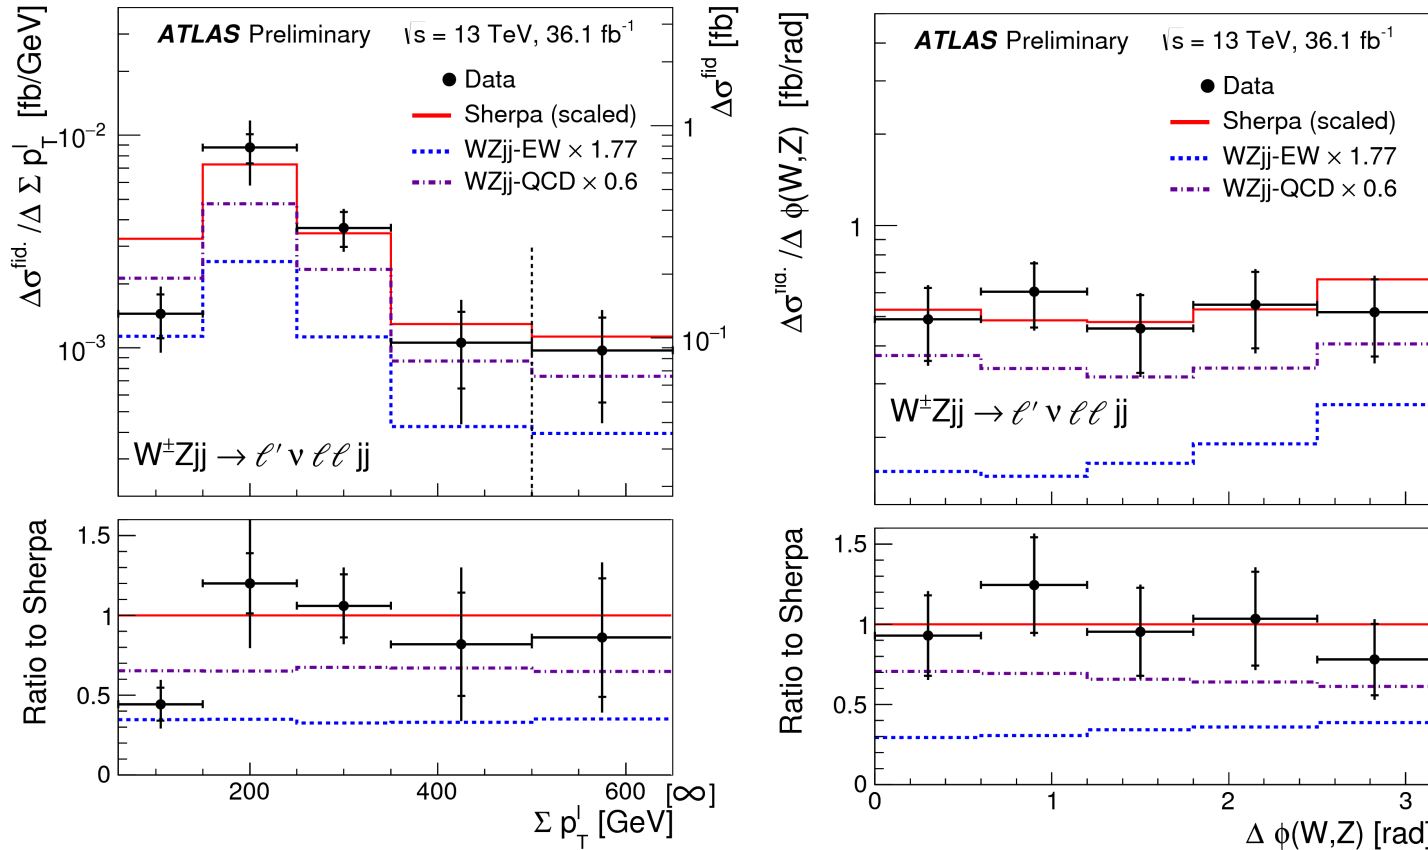 ATLAS Preliminary √s = 13 TeV, 36.1 fb⁻¹
Data
Sherpa (scaled)
WZjj-EW × 1.77
WZjj-QCD × 0.6
W±Zjj → ℓ′ ν ℓ ℓ jj
Δσ^fid. / Δ Σ p_T^l [fb/GeV]
Δσ^fid [fb]
10⁻²
10⁻³
1
10⁻¹
Ratio to Sherpa
1.5
1
0.5
0
200 400 600 [∞]
Σ p_T^l [GeV]
ATLAS Preliminary √s = 13 TeV, 36.1 fb⁻¹
Data
Sherpa (scaled)
WZjj-EW × 1.77
WZjj-QCD × 0.6
W±Zjj → ℓ′ ν ℓ ℓ jj
Δσ^fid. / Δ ϕ(W,Z) [fb/rad]
1
Ratio to Sherpa
1.5
1
0.5
0
0 1 2 3
Δ ϕ(W,Z) [rad]